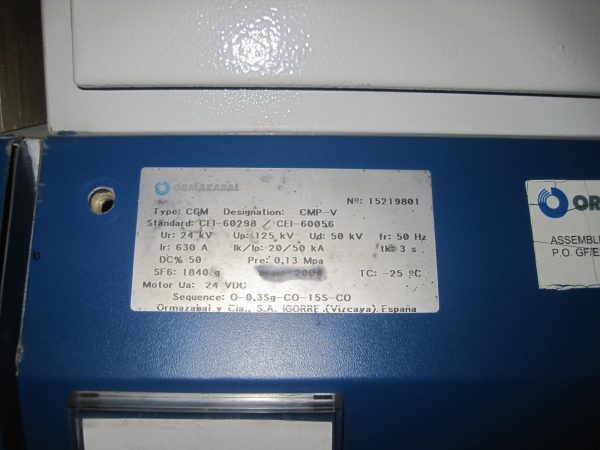 ORMAZABAL
Nº: 15219801
Type: CGM Designation: CMP-V
Standard: CEI-60298 / CEI-60056
Ur: 24 kV Up: 125 kV Ud: 50 kV fr: 50 Hz
Ir: 630 A Ik/Ip: 20/50 kA tk: 3 s
DC% 50 Pre: 0,13 Mpa
SF6: 1840 g 2004 TC: -25 ºC
Motor Ua: 24 VDC
Sequence: O-0,3Sg-CO-15S-CO
Ormazabal y Cia., S.A. IGORRE (Vizcaya) España
ASSEMBLE
P.O. GF/E